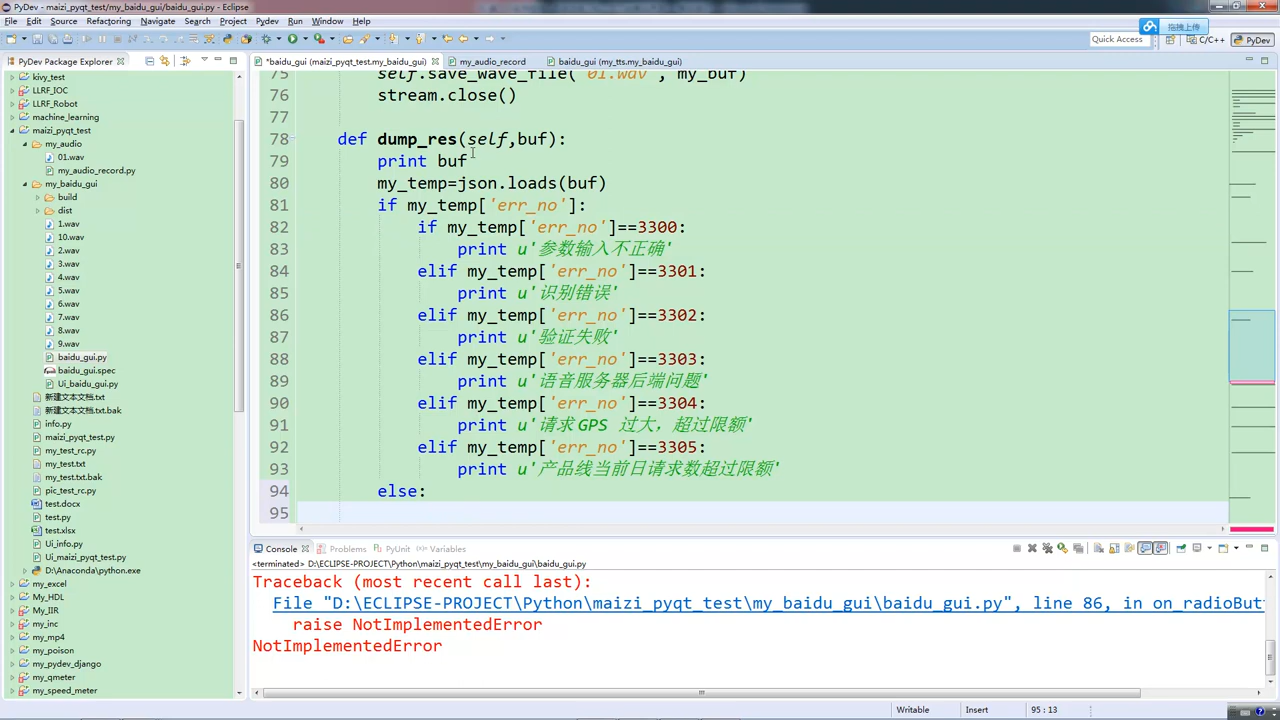 PyDev - maizi_pyqt_test/my_baidu_gui/baidu_gui.py - Eclipse
File Edit Source Refactoring Navigate Search Project Pydev Run Window Help
拖拽上传
Quick Access
C/C++
PyDev
PyDev Package Explorer
*baidu_gui (maizi_pyqt_test.my_baidu_gui)
my_audio_record
baidu_gui (my_tts.my_baidu_gui)
kivy_test
LLRF_IOC
LLRF_Robot
machine_learning
maizi_pyqt_test
my_audio
01.wav
my_audio_record.py
my_baidu_gui
build
dist
1.wav
10.wav
2.wav
3.wav
4.wav
5.wav
6.wav
7.wav
8.wav
9.wav
baidu_gui.py
baidu_gui.spec
Ui_baidu_gui.py
新建文本文档.txt
新建文本文档.txt.bak
info.py
maizi_pyqt_test.py
my_test_rc.py
my_test.txt
my_test.txt.bak
pic_test_rc.py
test.docx
test.py
test.xlsx
Ui_info.py
Ui_maizi_pyqt_test.py
D:\Anaconda\python.exe
my_excel
My_HDL
My_IIR
my_inc
my_mp4
my_poison
my_pydev_django
my_qmeter
my_speed_meter
75 self.save_wave_file('01.wav', my_buf)
76 stream.close()
77
78 def dump_res(self,buf):
79 print buf
80 my_temp=json.loads(buf)
81 if my_temp['err_no']:
82 if my_temp['err_no']==3300:
83 print u'参数输入不正确'
84 elif my_temp['err_no']==3301:
85 print u'识别错误'
86 elif my_temp['err_no']==3302:
87 print u'验证失败'
88 elif my_temp['err_no']==3303:
89 print u'语音服务器后端问题'
90 elif my_temp['err_no']==3304:
91 print u'请求GPS 过大，超过限额'
92 elif my_temp['err_no']==3305:
93 print u'产品线当前日请求数超过限额'
94 else:
95
Console Problems PyUnit Variables
<terminated> D:\ECLIPSE-PROJECT\Python\maizi_pyqt_test\my_baidu_gui\baidu_gui.py
Traceback (most recent call last):
File "D:\ECLIPSE-PROJECT\Python\maizi_pyqt_test\my_baidu_gui\baidu_gui.py", line 86, in on_radioBut
raise NotImplementedError
NotImplementedError
Writable Insert 95 : 13